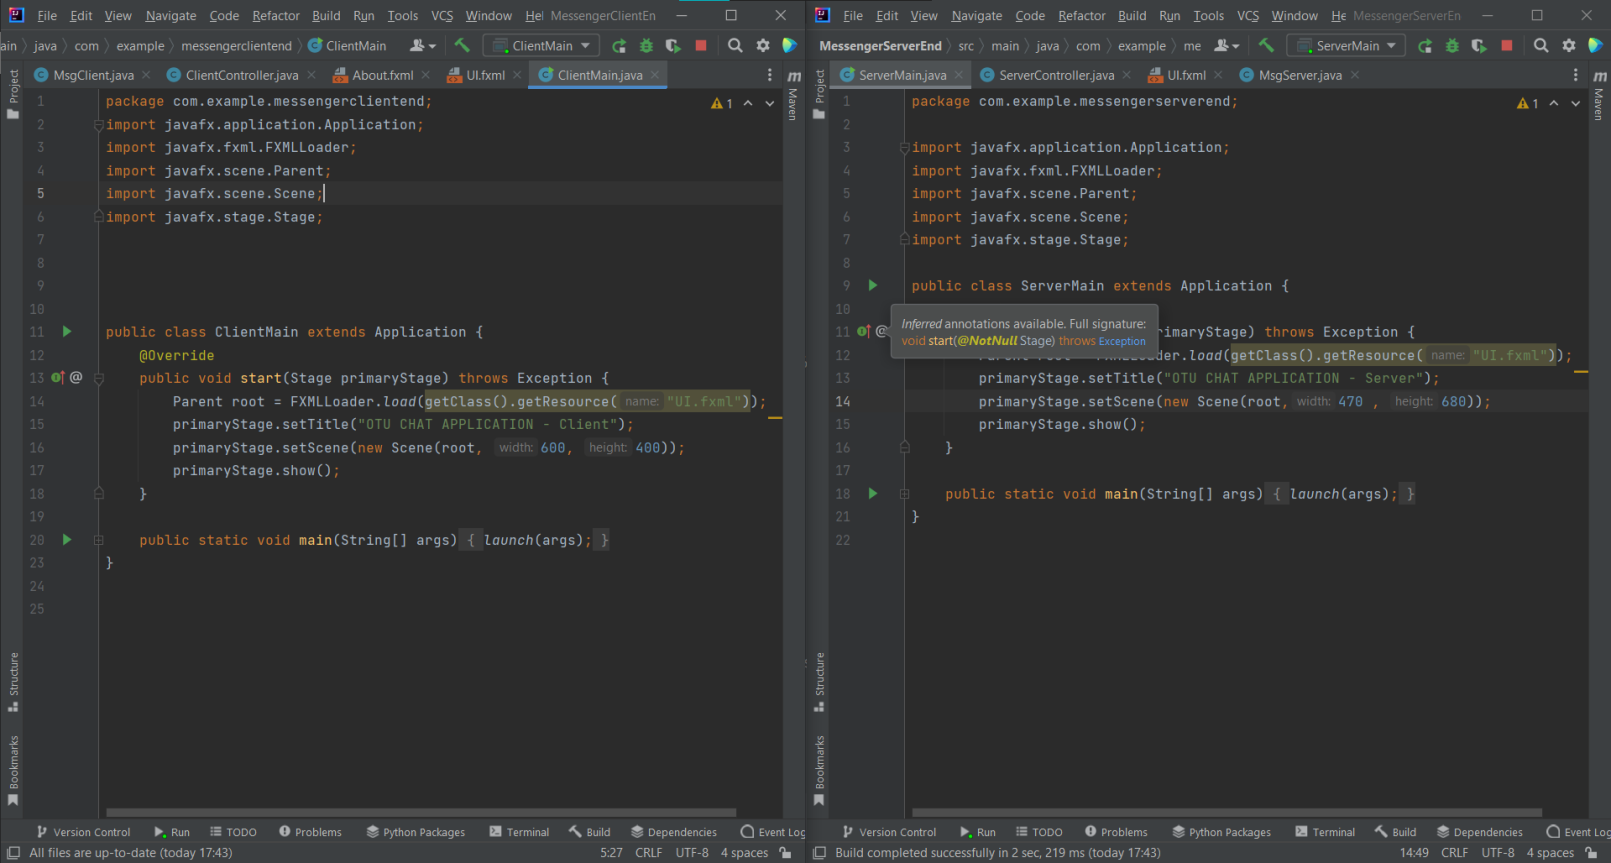 File Edit View Navigate Code Refactor Build Run Tools VCS Window Hel MessengerClientEn
ain java com example messengerclientend ClientMain ClientMain
MsgClient.java ClientController.java About.fxml UI.fxml ClientMain.java
Project
Maven
1
1 package com.example.messengerclientend;
2 import javafx.application.Application;
3 import javafx.fxml.FXMLLoader;
4 import javafx.scene.Parent;
5 import javafx.scene.Scene;
6 import javafx.stage.Stage;
7
8
9
10
11 public class ClientMain extends Application {
12 @Override
13 @ public void start(Stage primaryStage) throws Exception {
14 Parent root = FXMLLoader.load(getClass().getResource( name: "UI.fxml"));
15 primaryStage.setTitle("OTU CHAT APPLICATION - Client");
16 primaryStage.setScene(new Scene(root, width: 600, height: 400));
17 primaryStage.show();
18 }
19
20 public static void main(String[] args) { launch(args); }
23 }
24
25
Structure
Bookmarks
Version Control Run TODO Problems Python Packages Terminal Build Dependencies Event Log
All files are up-to-date (today 17:43) 5:27 CRLF UTF-8 4 spaces
File Edit View Navigate Code Refactor Build Run Tools VCS Window He MessengerServerEn
MessengerServerEnd src main java com example me ServerMain
ServerMain.java ServerController.java UI.fxml MsgServer.java
Project
Maven
1
1 package com.example.messengerserverend;
2
3 import javafx.application.Application;
4 import javafx.fxml.FXMLLoader;
5 import javafx.scene.Parent;
6 import javafx.scene.Scene;
7 import javafx.stage.Stage;
8
9 public class ServerMain extends Application {
10
Inferred annotations available. Full signature:
void start(@NotNull Stage) throws Exception
11 @ rimaryStage) throws Exception {
12 Parent root = FXMLLoader.load(getClass().getResource( name: "UI.fxml"));
13 primaryStage.setTitle("OTU CHAT APPLICATION - Server");
14 primaryStage.setScene(new Scene(root, width: 470 , height: 680));
15 primaryStage.show();
16 }
17
18 public static void main(String[] args) { launch(args); }
21 }
22
Structure
Bookmarks
Version Control Run TODO Problems Python Packages Terminal Build Dependencies Event Log
Build completed successfully in 2 sec, 219 ms (today 17:43) 14:49 CRLF UTF-8 4 spaces